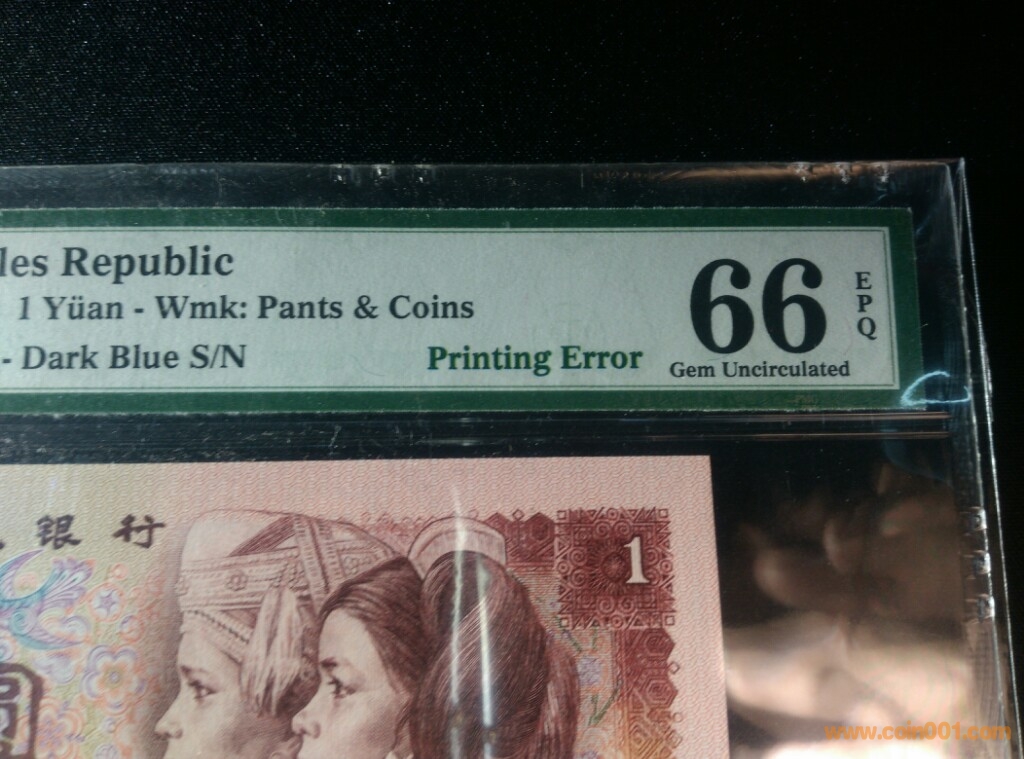 les Republic
1 Yüan - Wmk: Pants & Coins
- Dark Blue S/N
Printing Error
66
EPQ
Gem Uncirculated
银行
1
www.coin001.com